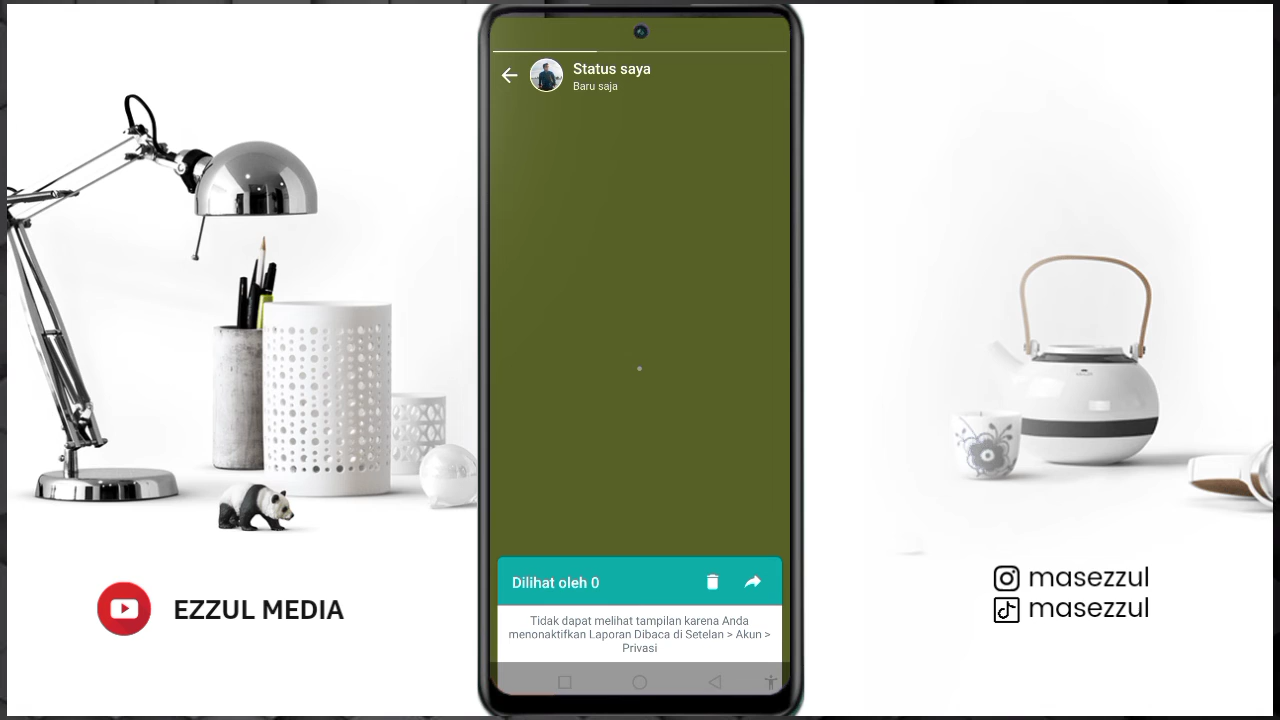 Status saya
Baru saja
Dilihat oleh 0
Tidak dapat melihat tampilan karena Anda
menonaktifkan Laporan Dibaca di Setelan > Akun >
Privasi
EZZUL MEDIA
masezzul
masezzul